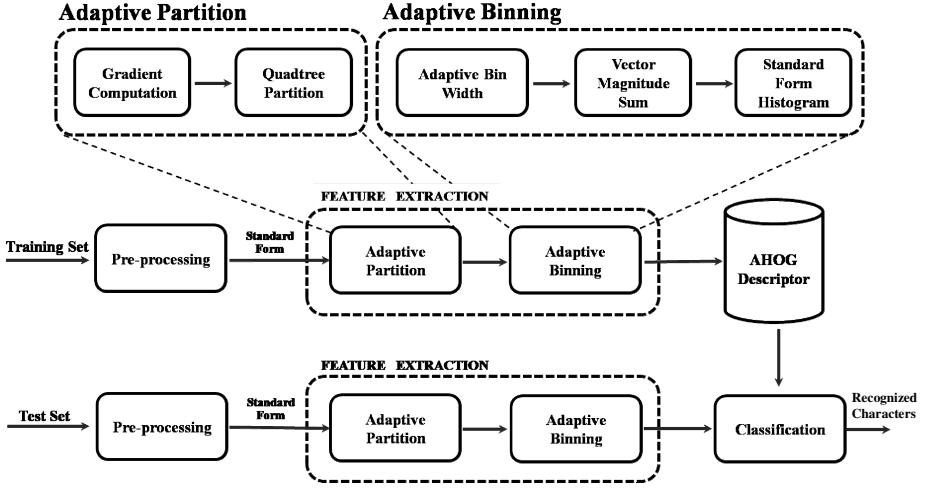 Adaptive Partition
Adaptive Binning
Gradient
Computation
Quadtree
Partition
Adaptive Bin
Width
Vector
Magnitude
Sum
Standard
Form
Histogram
FEATURE EXTRACTION
Training Set
Pre-processing
Standard
Form
Adaptive
Partition
Adaptive
Binning
AHOG
Descriptor
FEATURE EXTRACTION
Test Set
Pre-processing
Standard
Form
Adaptive
Partition
Adaptive
Binning
Classification
Recognized
Characters